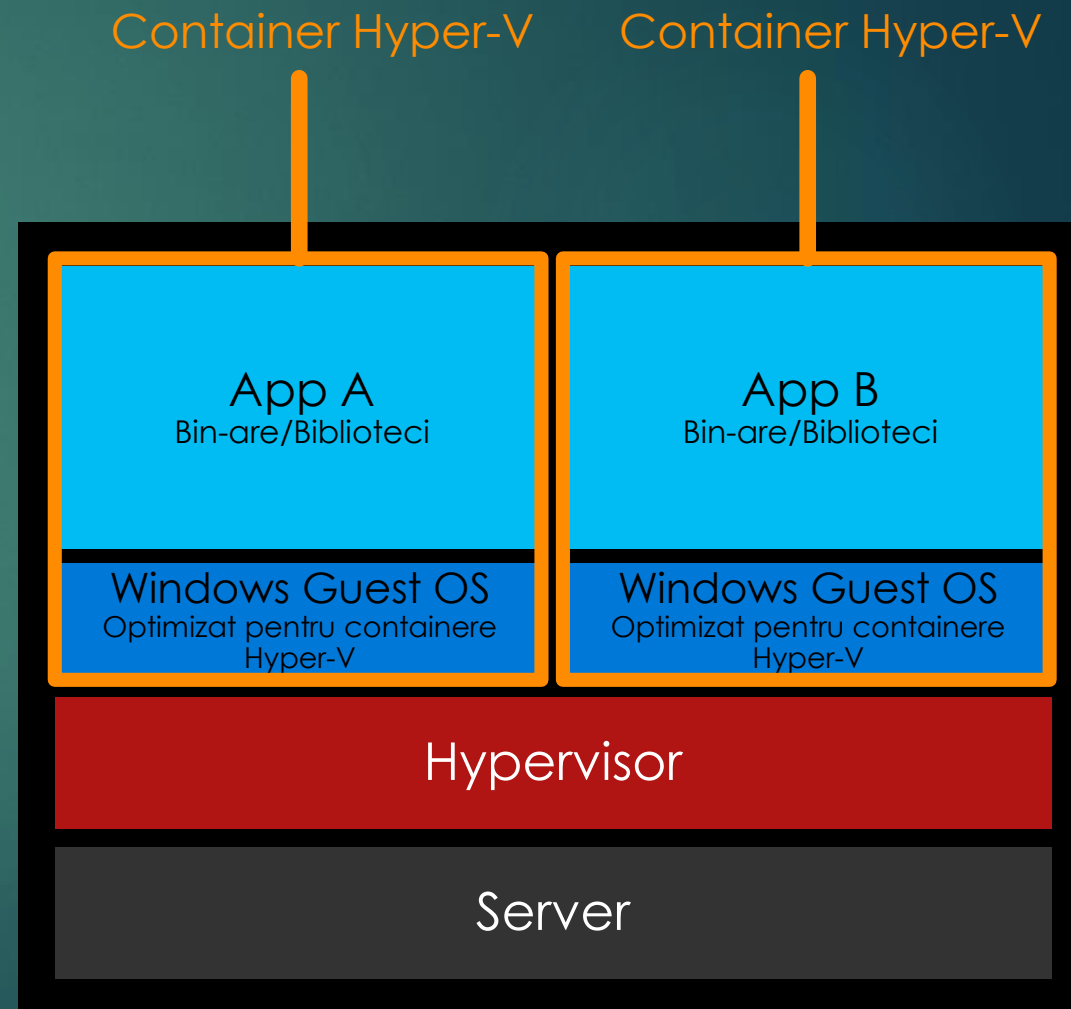 Container Hyper-V
Container Hyper-V
App A
Bin-are/Biblioteci
App B
Bin-are/Biblioteci
Windows Guest OS
Optimizat pentru containere
Hyper-V
Windows Guest OS
Optimizat pentru containere
Hyper-V
Hypervisor
Server